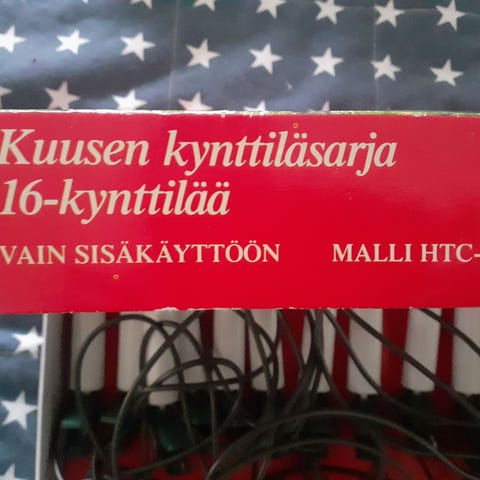 Kuusen kynttiläsarja
16-kynttilää
VAIN SISÄKÄYTTÖÖN MALLI HTC-